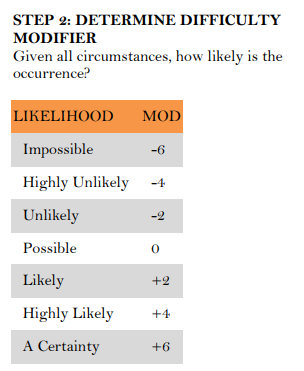 STEP 2: DETERMINE DIFFICULTY
MODIFIER
Given all circumstances, how likely is the
occurrence?
LIKELIHOOD MOD
Impossible -6
Highly Unlikely -4
Unlikely -2
Possible 0
Likely +2
Highly Likely +4
A Certainty +6